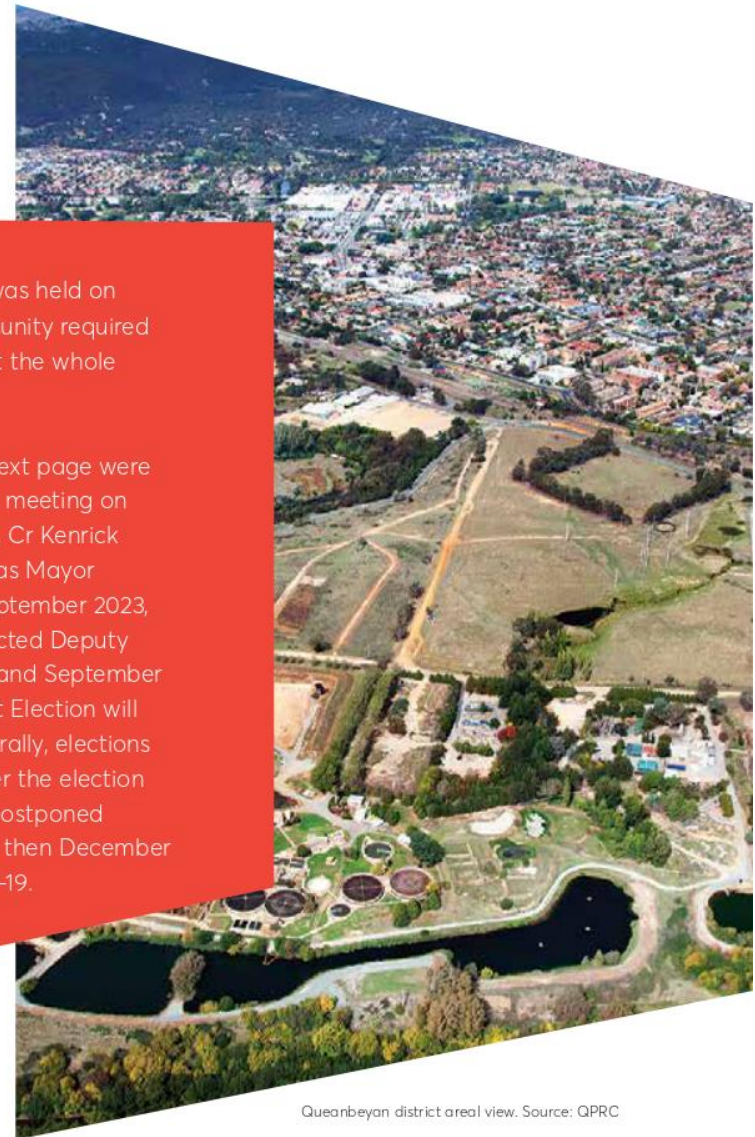 was held on
unity required
t the whole
ext page were
meeting on
Cr Kenrick
as Mayor
ptember 2023,
cted Deputy
and September
t Election will
rally, elections
er the election
ostponed
then December
-19.
Queanbeyan district areal view. Source: QPRC